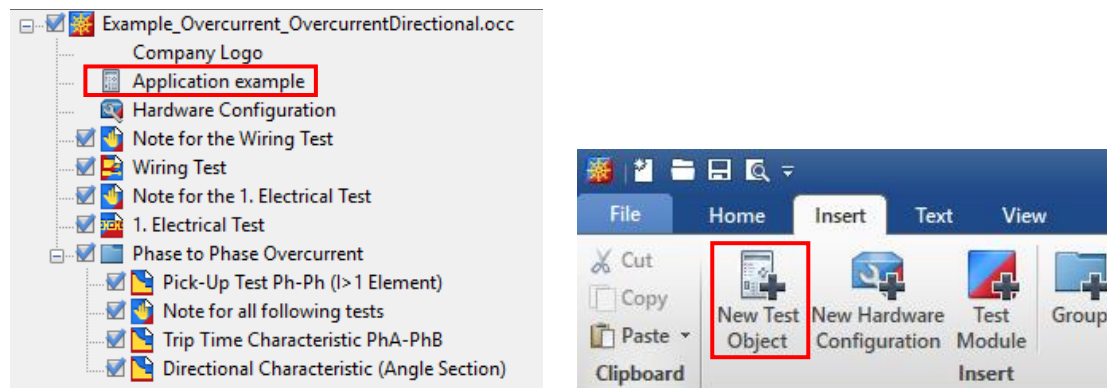 Example_Overcurrent_OvercurrentDirectional.occ
Company Logo
Application example
Hardware Configuration
Note for the Wiring Test
Wiring Test
Note for the 1. Electrical Test
1. Electrical Test
Phase to Phase Overcurrent
Pick-Up Test Ph-Ph (I>1 Element)
Note for all following tests
Trip Time Characteristic PhA-PhB
Directional Characteristic (Angle Section)
File Home Insert Text View
Cut
Copy
Paste
Clipboard
New Test
Object
New Hardware
Configuration
Test
Module
Group
Insert